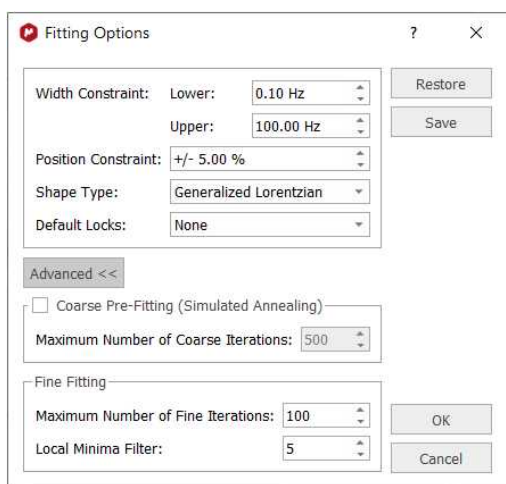 Fitting Options ? ×
Width Constraint: Lower: 0.10 Hz
Upper: 100.00 Hz
Position Constraint: +/- 5.00 %
Shape Type: Generalized Lorentzian
Default Locks: None
Restore
Save
Advanced <<
Coarse Pre-Fitting (Simulated Annealing)
Maximum Number of Coarse Iterations: 500
Fine Fitting
Maximum Number of Fine Iterations: 100
Local Minima Filter: 5
OK
Cancel